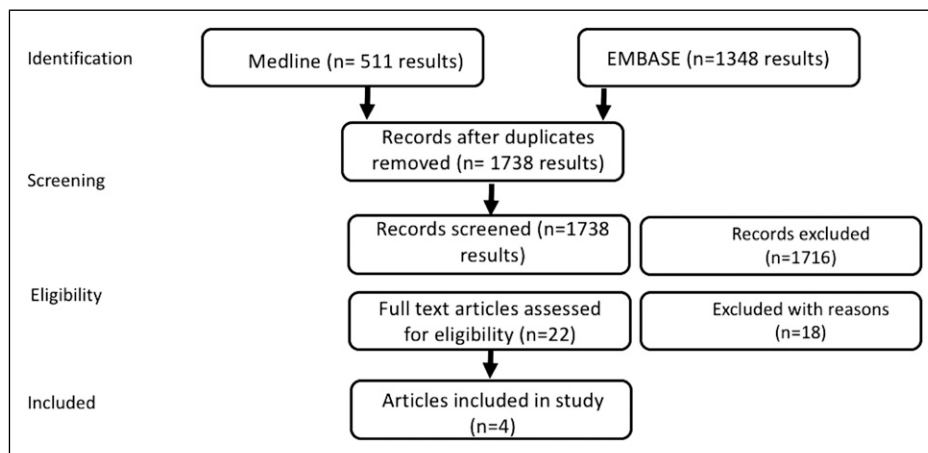 Identification
Medline (n= 511 results)
EMBASE (n=1348 results)
Records after duplicates
removed (n= 1738 results)
Screening
Records screened (n=1738
results)
Records excluded
(n=1716)
Eligibility
Full text articles assessed
for eligibility (n=22)
Excluded with reasons
(n=18)
Included
Articles included in study
(n=4)